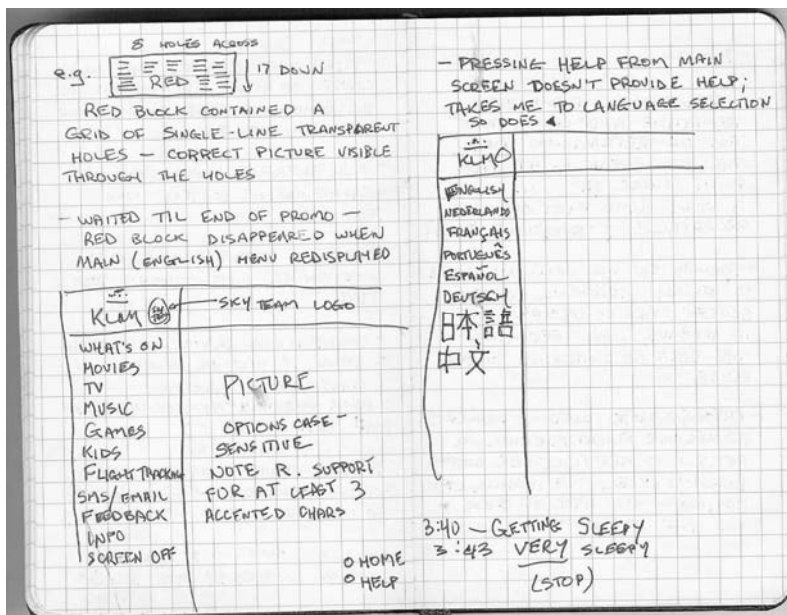 8 HOLES ACROSS
e.g.
RED
17 DOWN
RED BLOCK CONTAINED A
GRID OF SINGLE-LINE TRANSPARENT
HOLES – CORRECT PICTURE VISIBLE
THROUGH THE HOLES
– WAITED TIL END OF PROMO –
RED BLOCK DISAPPEARED WHEN
MAIN (ENGLISH) MENU REDISPLAYED
KLM
SKY TEAM
SKY TEAM LOGO
WHAT'S ON
MOVIES
TV
MUSIC
GAMES
KIDS
FLIGHT TRACKING
SMS/EMAIL
FEEDBACK
INFO
SCREEN OFF
PICTURE
OPTIONS CASE-
SENSITIVE
NOTE R. SUPPORT
FOR AT LEAST 3
ACCENTED CHARS
HOME
HELP
– PRESSING HELP FROM MAIN
SCREEN DOESN'T PROVIDE HELP;
TAKES ME TO LANGUAGE SELECTION
SO DOES
KLM
ENGLISH
NEDERLANDS
FRANÇAIS
PORTUGUÊS
ESPAÑOL
DEUTSCH
日本語
中文
3:40 – GETTING SLEEPY
3:43 VERY SLEEPY
(STOP)